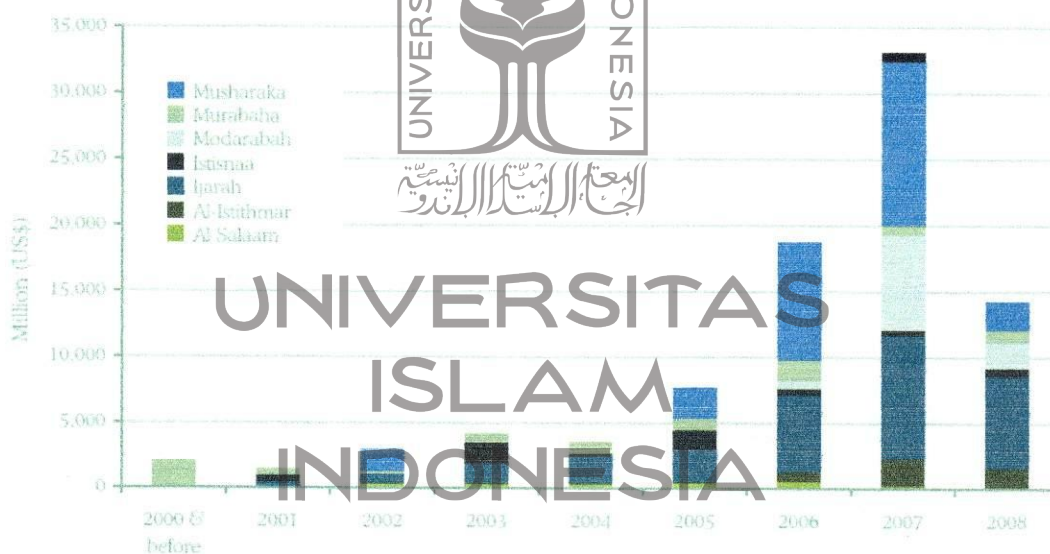 UNIVERS
ONESIA
Million (US$)
35.000
30.000
25,000
20.000
15.000
10.000
5.000
0
Musharaka
Murabaha
Modarabah
Istisnaa
Ijarah
Al-Istithmar
Al Salaam
UNIVERSITAS
ISLAM
INDONESIA
2000 & 2001 2002 2003 2004 2005 2006 2007 2008
before